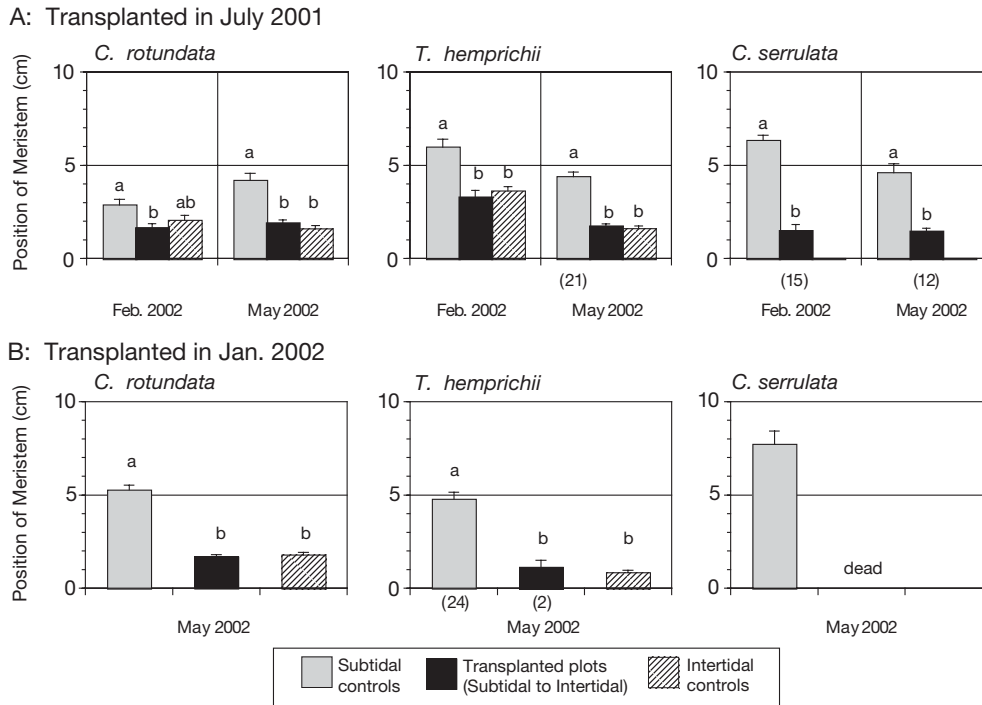 A: Transplanted in July 2001
C. rotundata
T. hemprichii
C. serrulata
Position of Meristem (cm)
10
5
0
a
b
ab
a
b
b
Feb. 2002
May 2002
10
5
0
a
b
b
a
b
b
(21)
Feb. 2002
May 2002
10
5
0
a
b
a
b
(15)
(12)
Feb. 2002
May 2002
B: Transplanted in Jan. 2002
C. rotundata
T. hemprichii
C. serrulata
Position of Meristem (cm)
10
5
0
a
b
b
May 2002
10
5
0
a
b
b
(24)
(2)
May 2002
10
5
0
dead
May 2002
Subtidal
controls
Transplanted plots
(Subtidal to Intertidal)
Intertidal
controls